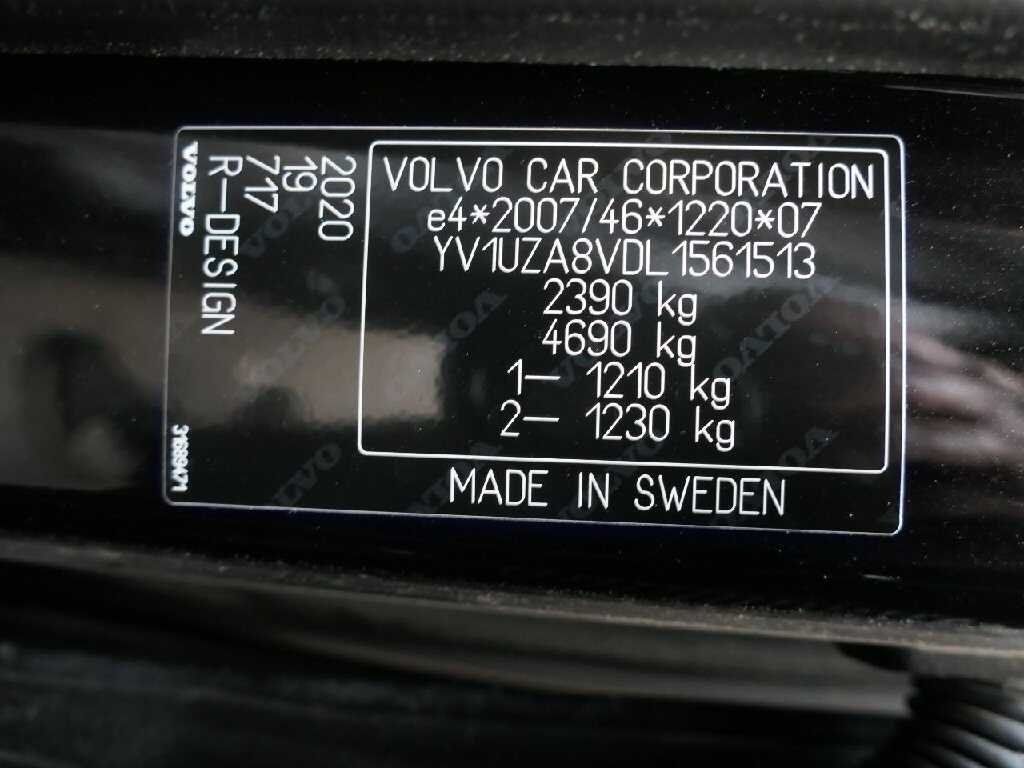 VOLVO CAR CORPORATION
e4*2007/46*1220*07
YV1UZA8VDL1561513
2390 kg
4690 kg
1– 1210 kg
2– 1230 kg
MADE IN SWEDEN
2020
19
717
R–DESIGN
VOLVO